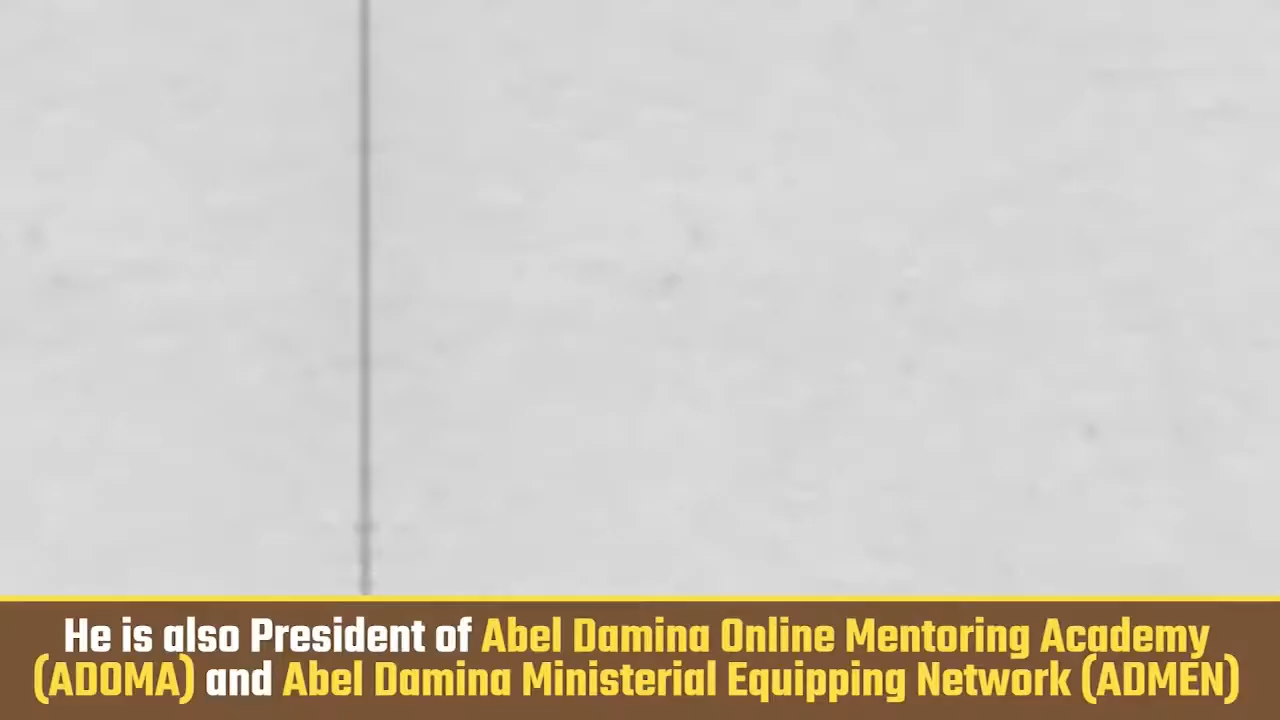 He is also President of Abel Damina Online Mentoring Academy
(ADOMA) and Abel Damina Ministerial Equipping Network (ADMEN)